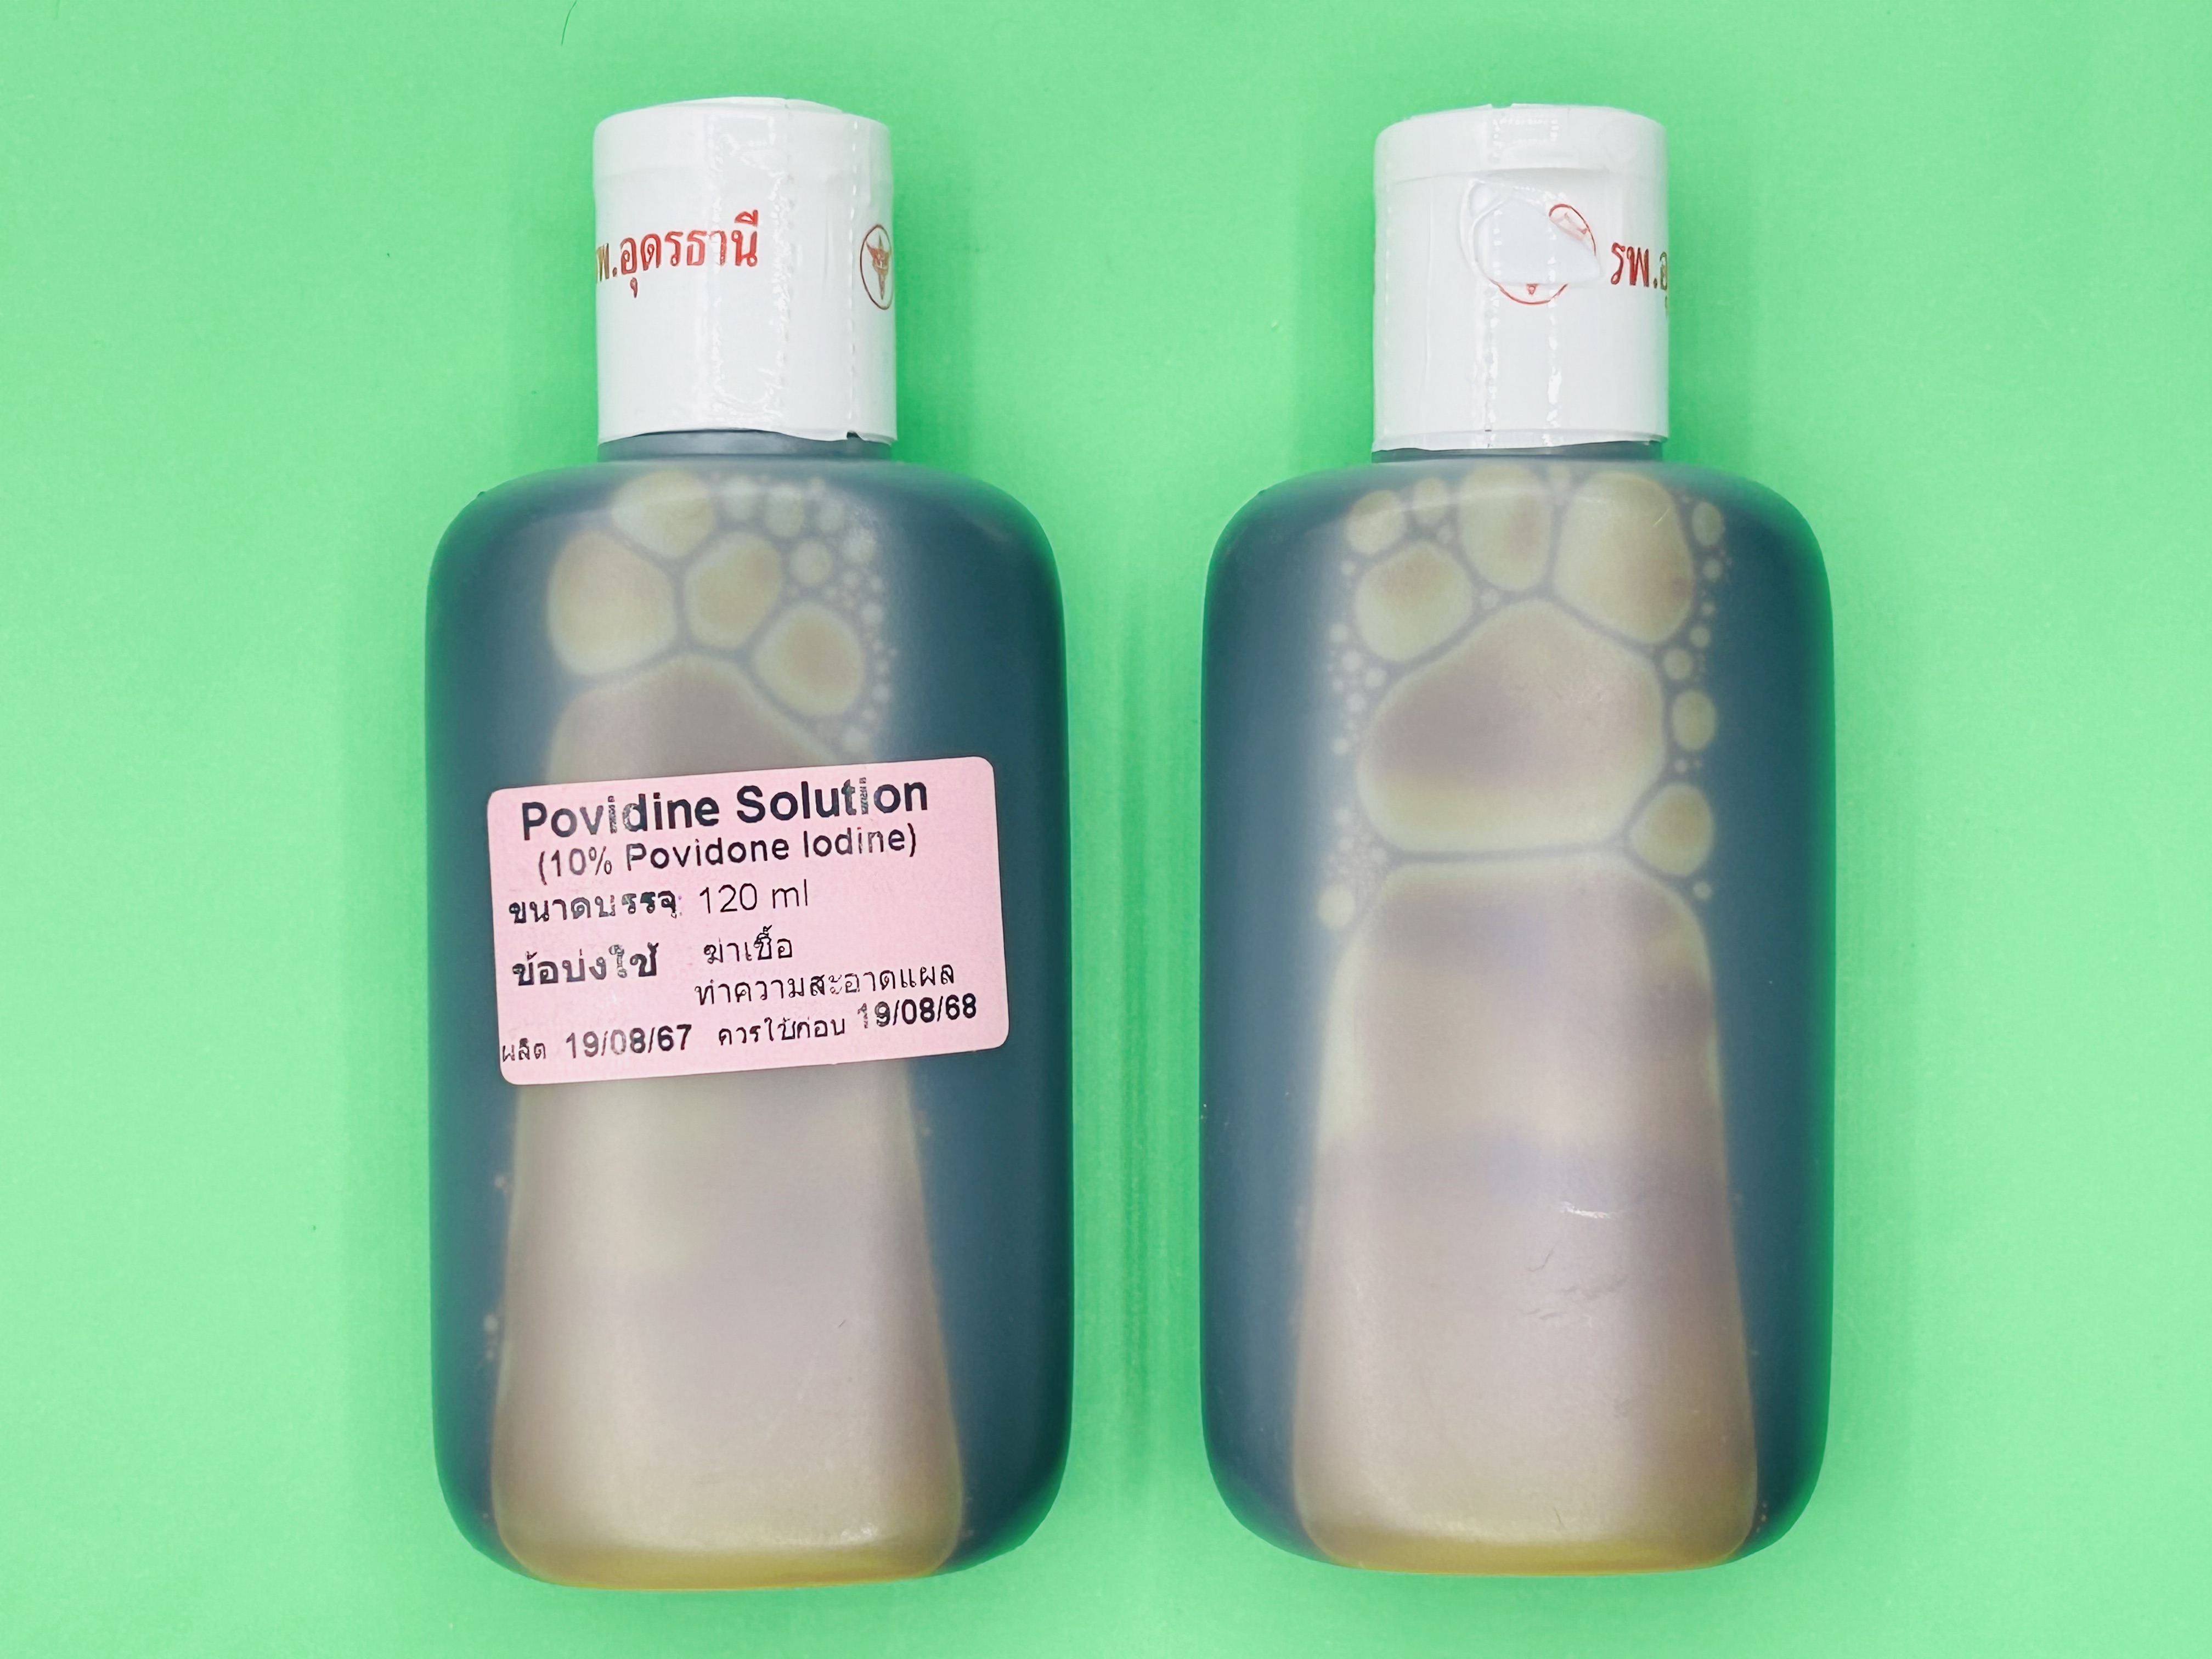 รพ.อุดรธานี
รพ.อุ
Povidine Solution
(10% Povidone Iodine)
ขนาดบรรจุ 120 ml
ข้อบ่งใช้ ฆ่าเชื้อ
ทำความสะอาดแผล
ผลิต 19/08/67 ควรใช้ก่อน 19/08/68